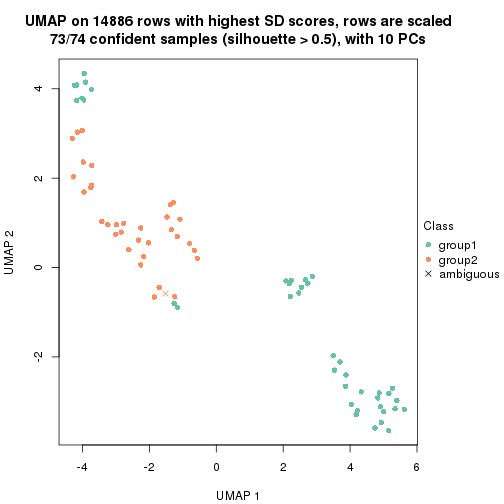 UMAP on 14886 rows with highest SD scores, rows are scaled
73/74 confident samples (silhouette > 0.5), with 10 PCs
4
2
0
-2
UMAP 2
-4
-2
0
2
4
6
UMAP 1
Class
group1
group2
ambiguous